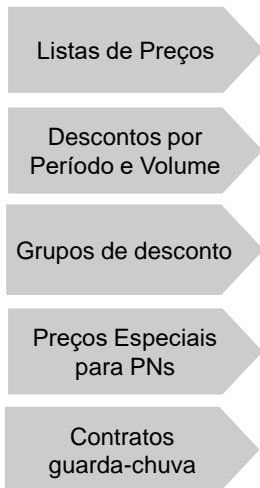 Listas de Preços
Descontos por
Período e Volume
Grupos de desconto
Preços Especiais
para PNs
Contratos
guarda-chuva